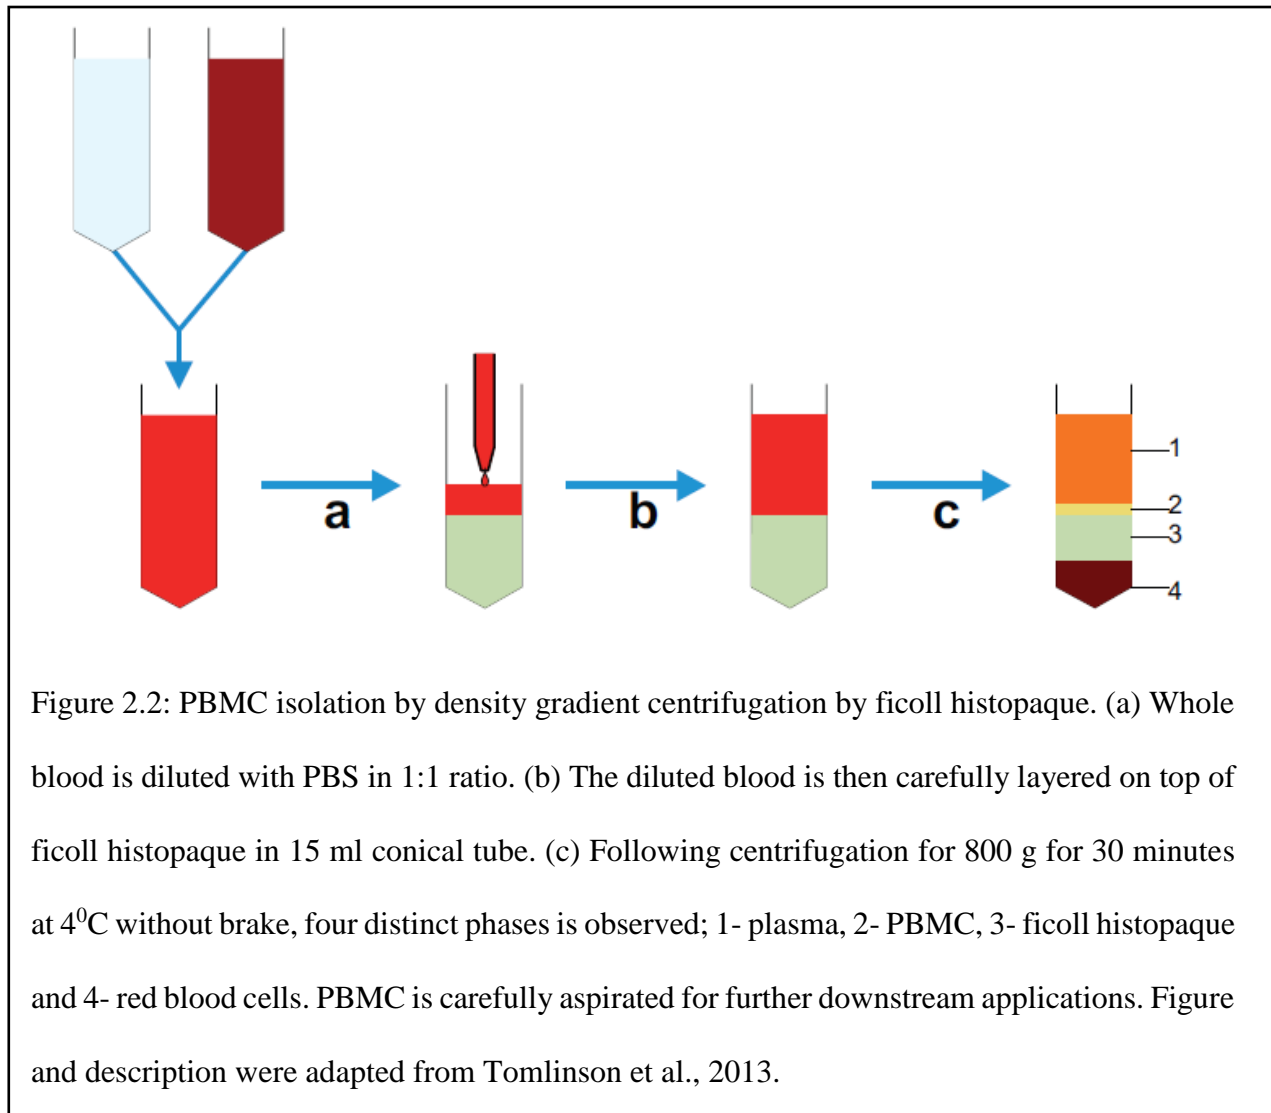 a
b
c
1
2
3
4
Figure 2.2: PBMC isolation by density gradient centrifugation by ficoll histopaque. (a) Whole
blood is diluted with PBS in 1:1 ratio. (b) The diluted blood is then carefully layered on top of
ficoll histopaque in 15 ml conical tube. (c) Following centrifugation for 800 g for 30 minutes
at 4⁰C without brake, four distinct phases is observed; 1- plasma, 2- PBMC, 3- ficoll histopaque
and 4- red blood cells. PBMC is carefully aspirated for further downstream applications. Figure
and description were adapted from Tomlinson et al., 2013.